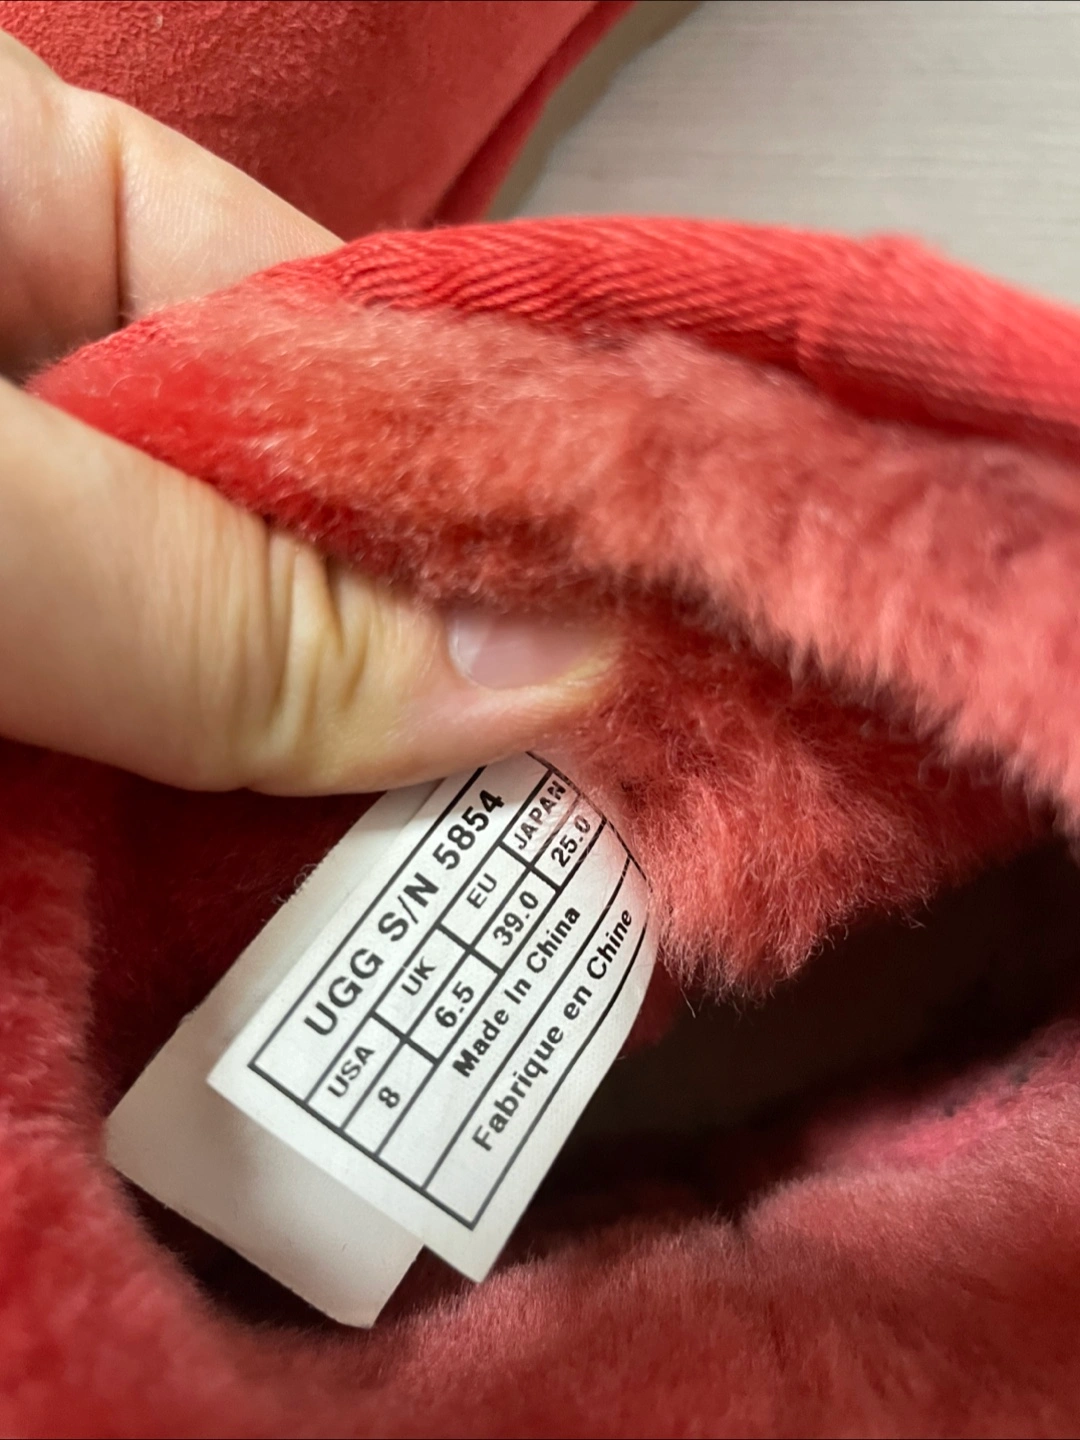 UGG S/N 5854
USA UK EU JAPAN
8 6.5 39.0 25.0
Made In China
Fabrique en Chine